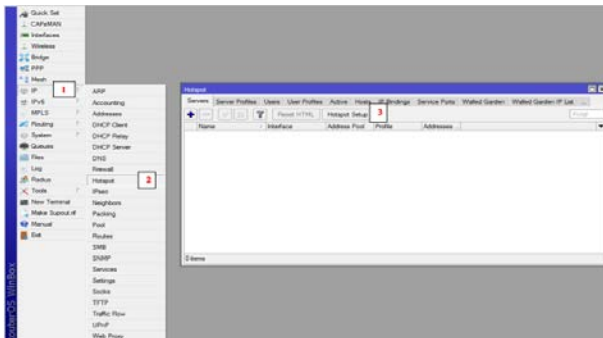 Quick Set
CAPsMAN
Interfaces
Wireless
Bridge
PPP
Mesh
IP
1
IPv6
MPLS
Routing
System
Queues
Files
Log
Radius
Tools
New Terminal
Make Supout.rif
Manual
Exit
ARP
Accounting
Addresses
DHCP Client
DHCP Relay
DHCP Server
DNS
Firewall
Hotspot
2
IPsec
Neighbors
Packing
Pool
Routes
SMB
SNMP
Services
Settings
Socks
TFTP
Traffic Flow
UPnP
Web Proxy
Hotspot
Servers Server Profiles Users User Profiles Active Hosts IP Bindings Service Ports Walled Garden Walled Garden IP List ...
Reset HTML Hotspot Setup
3
Find
Name Interface Address Pool Profile Addresses
0 items
outerOS WinBox